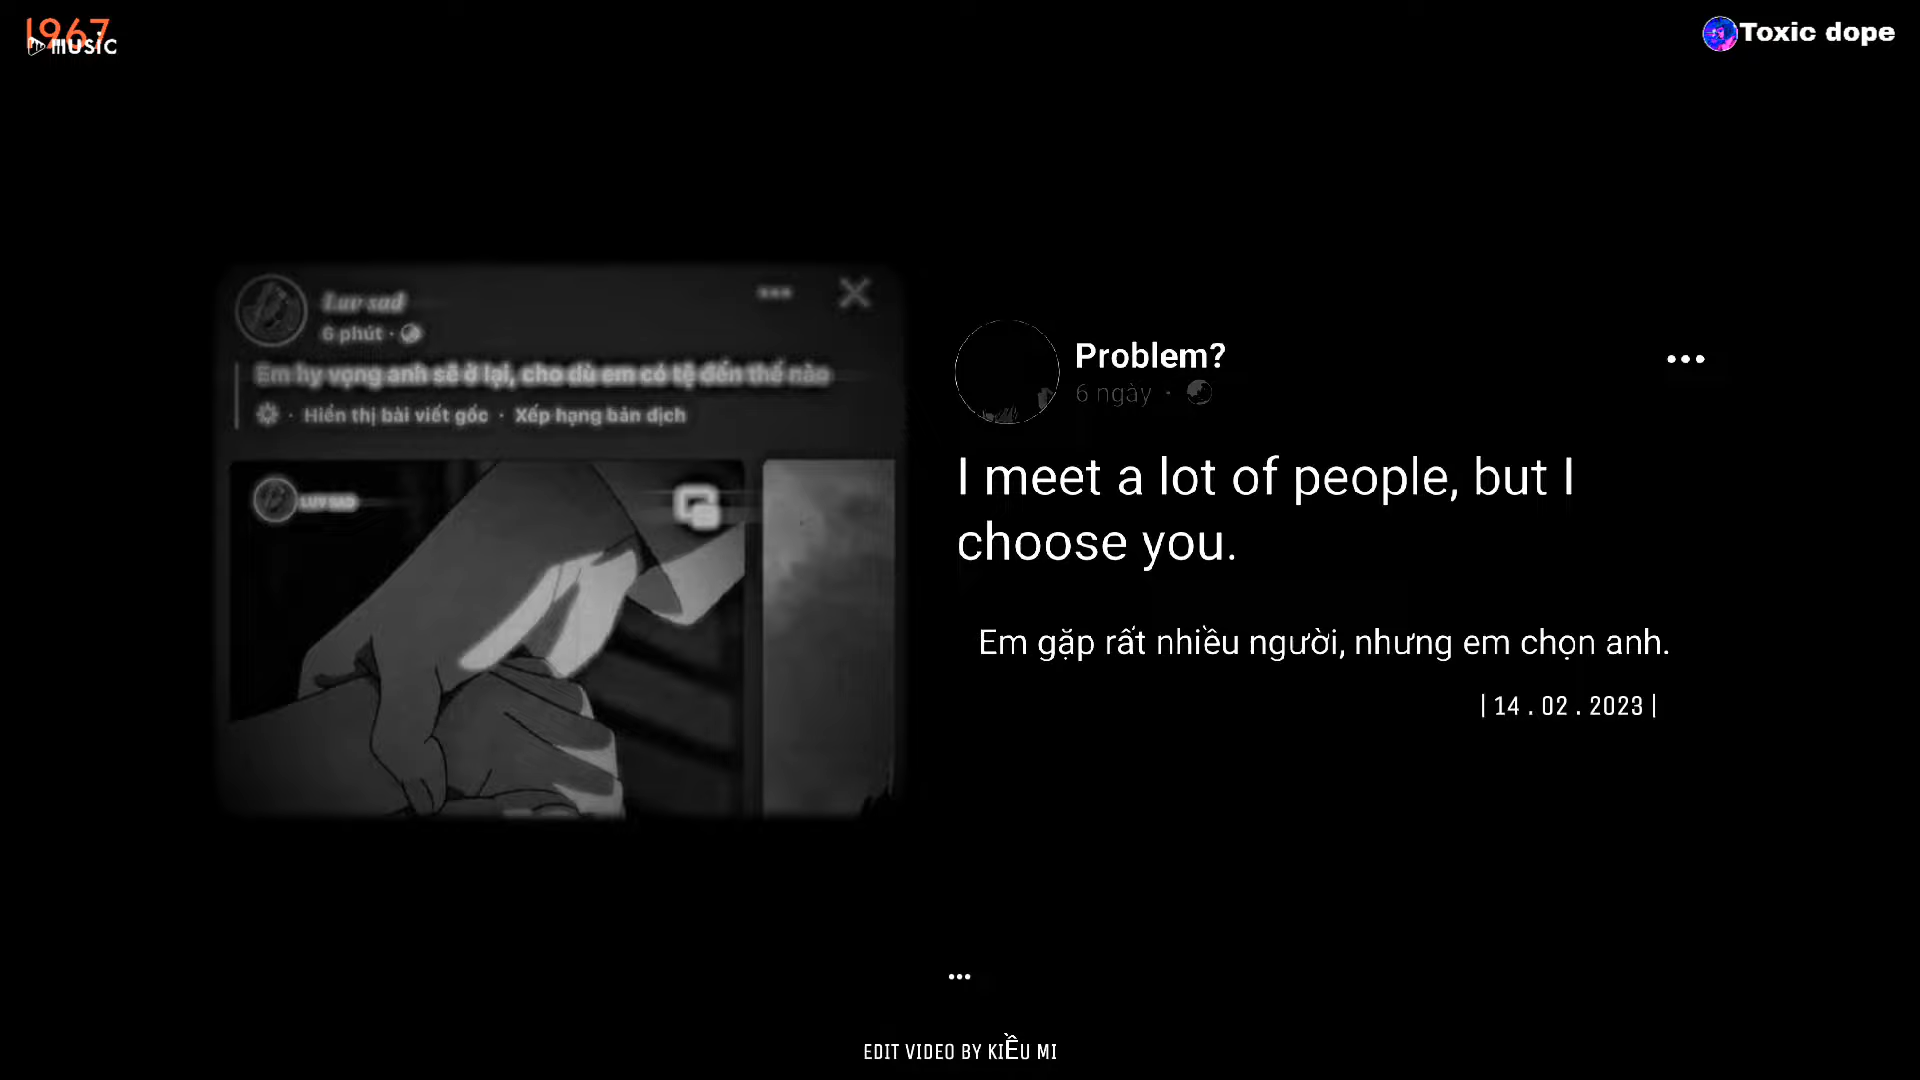 1967
MUSIC
Toxic dope
Luv sad
6 phút ·
Em hy vọng anh sẽ ở lại, cho dù em có tệ đến thế nào
· Hiển thị bài viết gốc · Xếp hạng bản dịch
LUV SAD
Problem?
6 ngày ·
I meet a lot of people, but I
choose you.
Em gặp rất nhiều người, nhưng em chọn anh.
| 14 . 02 . 2023 |
...
EDIT VIDEO BY KIỀU MI